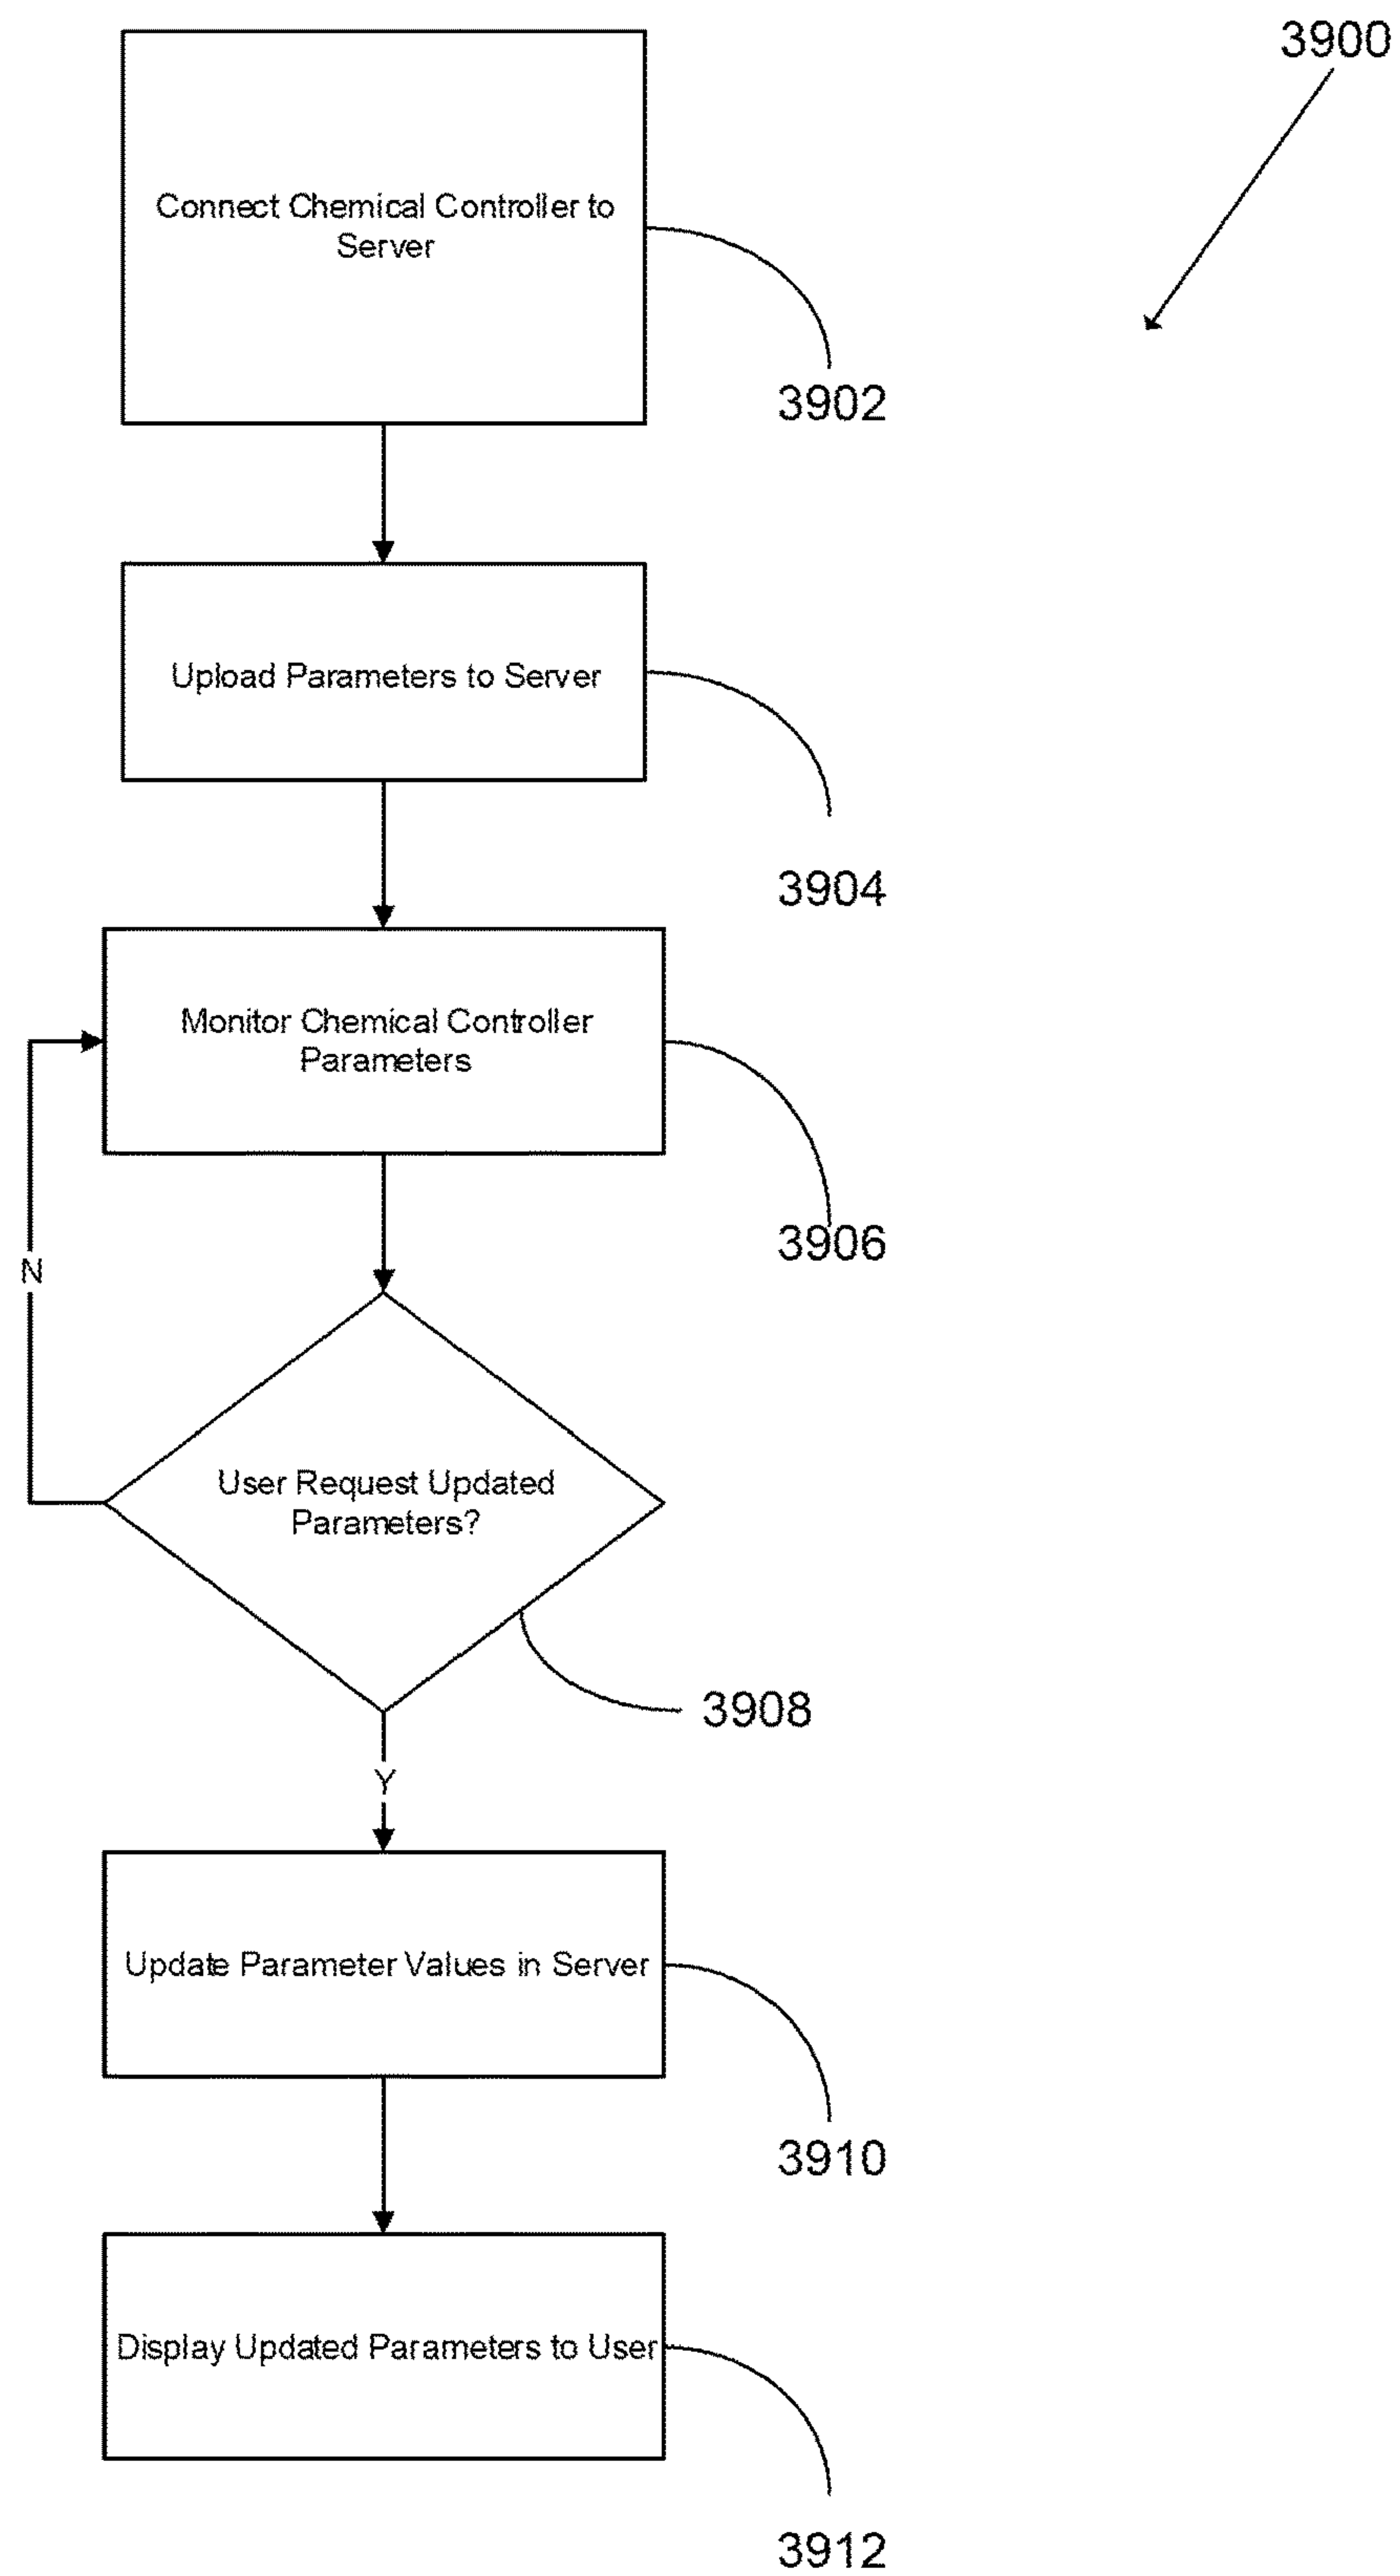 3900
Connect Chemical Controller to
Server
3902
Upload Parameters to Server
3904
Monitor Chemical Controller
Parameters
3906
N
User Request Updated
Parameters?
3908
Y
Update Parameter Values in Server
3910
Display Updated Parameters to User
3912